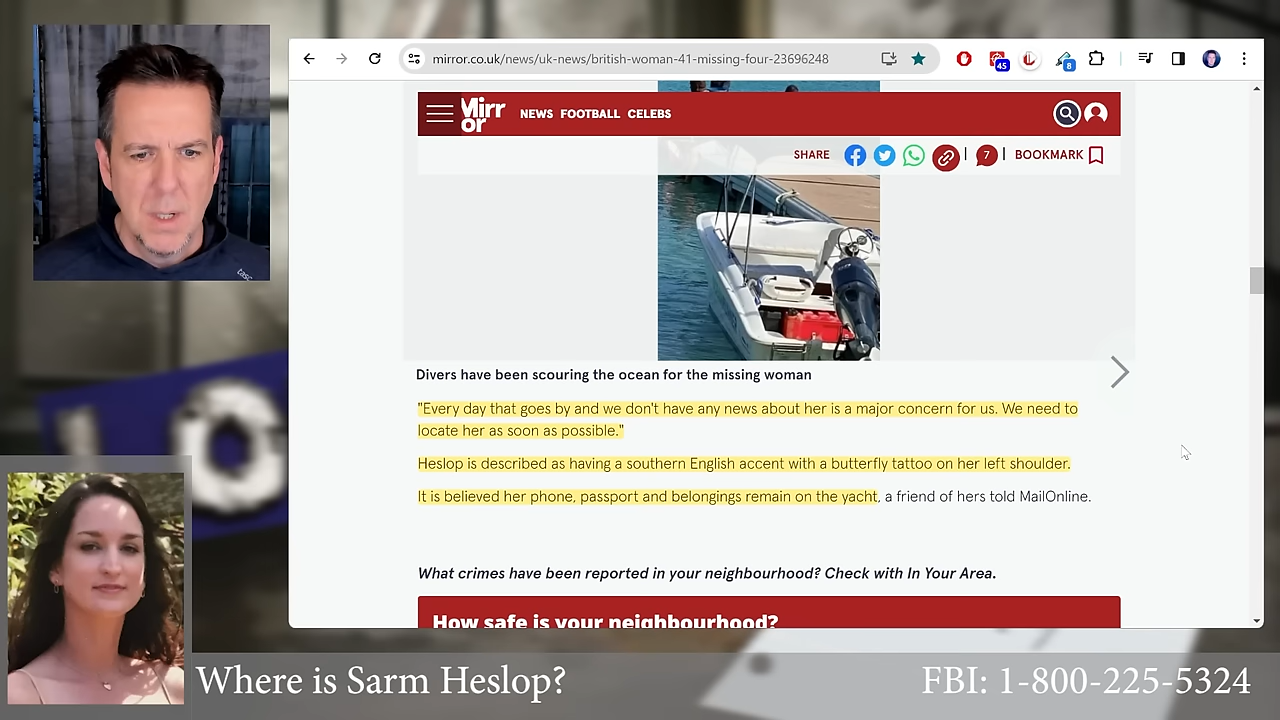 mirror.co.uk/news/uk-news/british-woman-41-missing-four-23696248
45
8
Mirr
or
NEWS FOOTBALL CELEBS
SHARE
7
BOOKMARK
Divers have been scouring the ocean for the missing woman
"Every day that goes by and we don't have any news about her is a major concern for us. We need to
locate her as soon as possible."
Heslop is described as having a southern English accent with a butterfly tattoo on her left shoulder.
It is believed her phone, passport and belongings remain on the yacht, a friend of hers told MailOnline.
What crimes have been reported in your neighbourhood? Check with In Your Area.
How safe is your neighbourhood?
Where is Sarm Heslop?
FBI: 1-800-225-5324